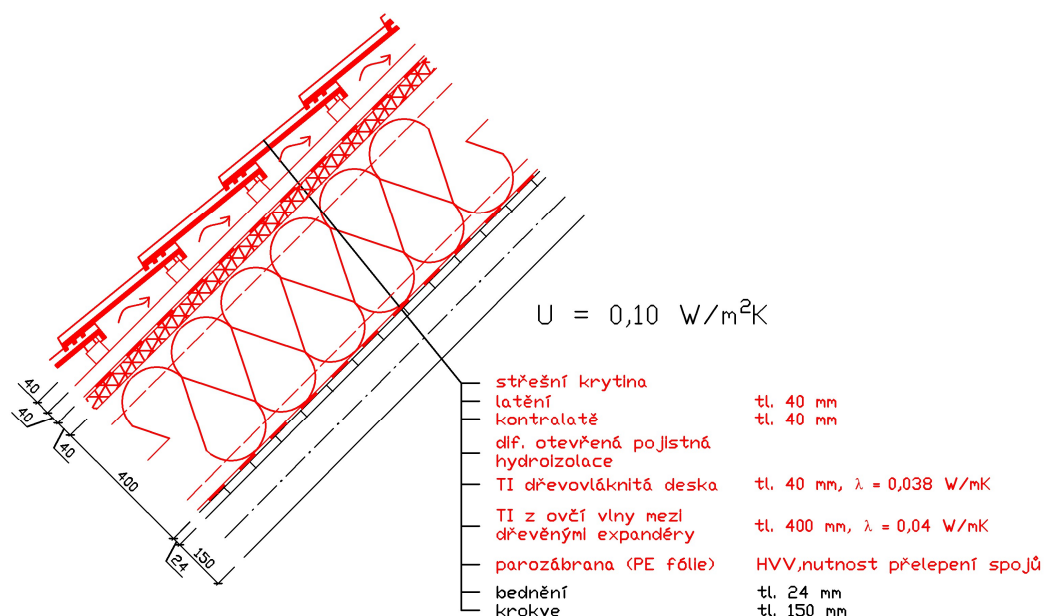 U = 0,10 W/m²K
střešní krytina
latění tl. 40 mm
kontralatě tl. 40 mm
dif. otevřená pojistná
hydroizolace
TI dřevovláknitá deska tl. 40 mm, λ = 0,038 W/mK
TI z ovčí vlny mezi
dřevěnými expandéry tl. 400 mm, λ = 0,04 W/mK
parozábrana (PE fólie) HVV,nutnost přelepení spojů
bednění tl. 24 mm
krokve tl. 150 mm
40
40
40
400
24
150